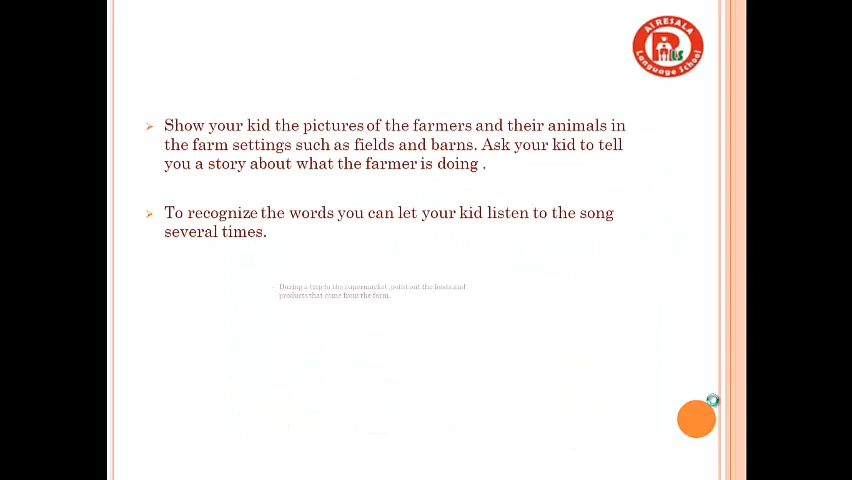 ALRESALA
Language School
Show your kid the pictures of the farmers and their animals in
the farm settings such as fields and barns. Ask your kid to tell
you a story about what the farmer is doing .
To recognize the words you can let your kid listen to the song
several times.
During a trip to the supermarket ,point out the foods and
products that come from the farm.